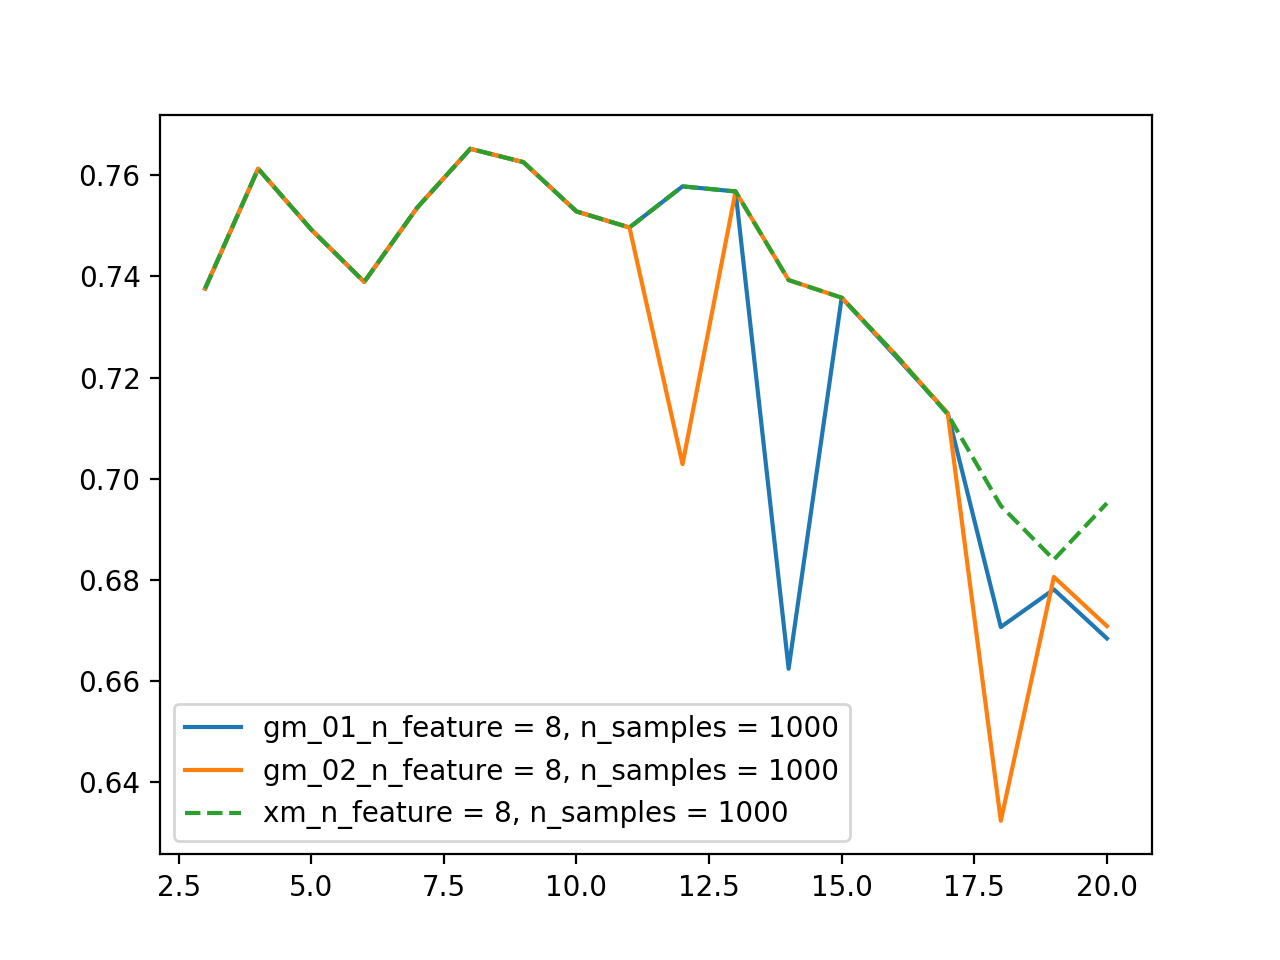 0.76
0.74
0.72
0.70
0.68
0.66
0.64
gm_01_n_feature = 8, n_samples = 1000
gm_02_n_feature = 8, n_samples = 1000
xm_n_feature = 8, n_samples = 1000
2.5 5.0 7.5 10.0 12.5 15.0 17.5 20.0